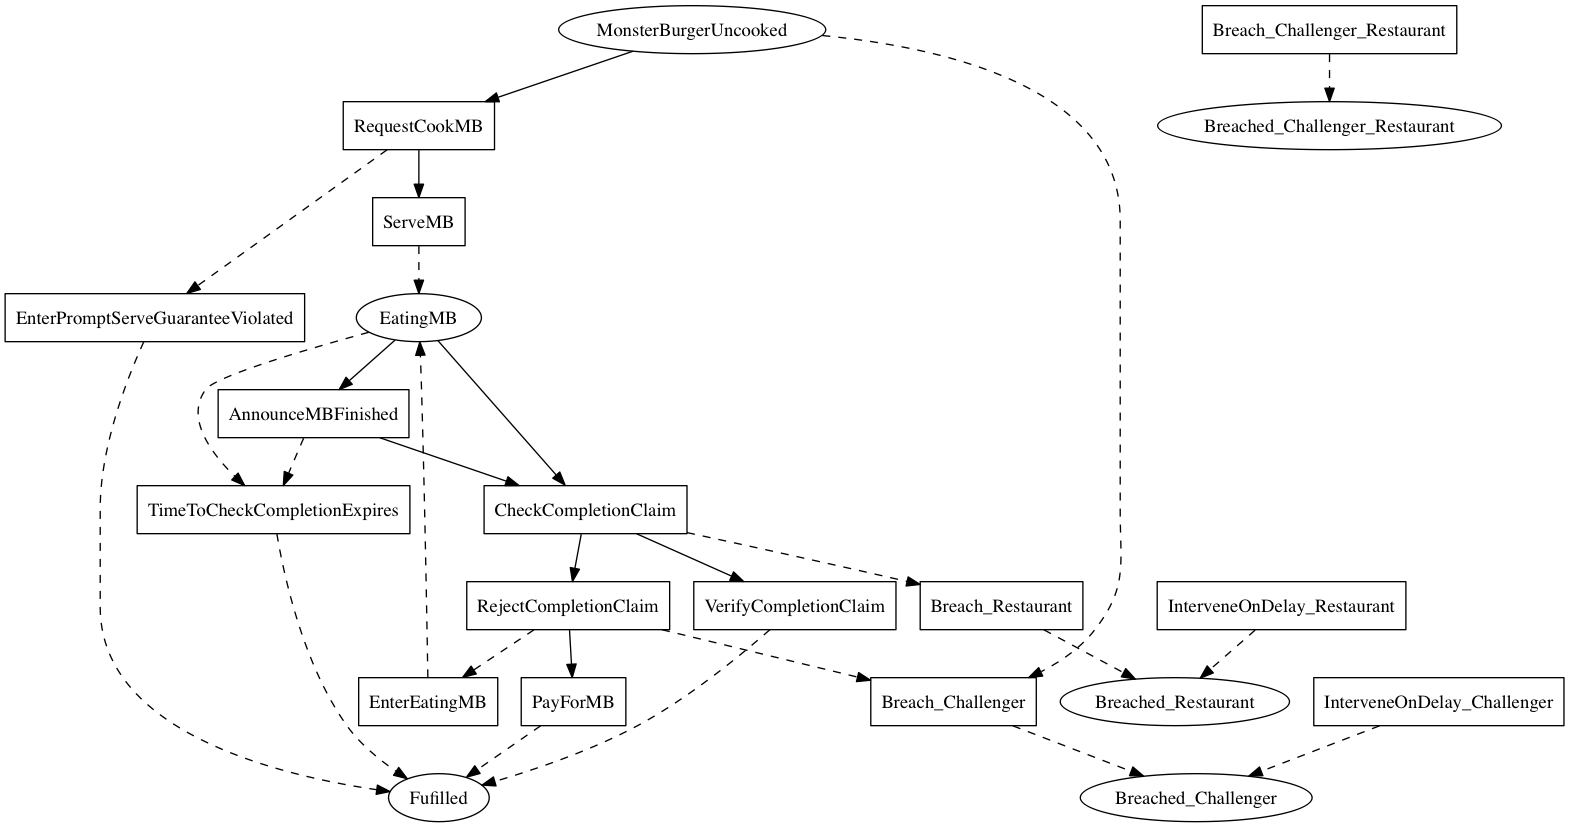 MonsterBurgerUncooked
Breach_Challenger_Restaurant
RequestCookMB
Breached_Challenger_Restaurant
ServeMB
EnterPromptServeGuaranteeViolated
EatingMB
AnnounceMBFinished
TimeToCheckCompletionExpires
CheckCompletionClaim
RejectCompletionClaim
VerifyCompletionClaim
Breach_Restaurant
InterveneOnDelay_Restaurant
EnterEatingMB
PayForMB
Breach_Challenger
Breached_Restaurant
InterveneOnDelay_Challenger
Fufilled
Breached_Challenger